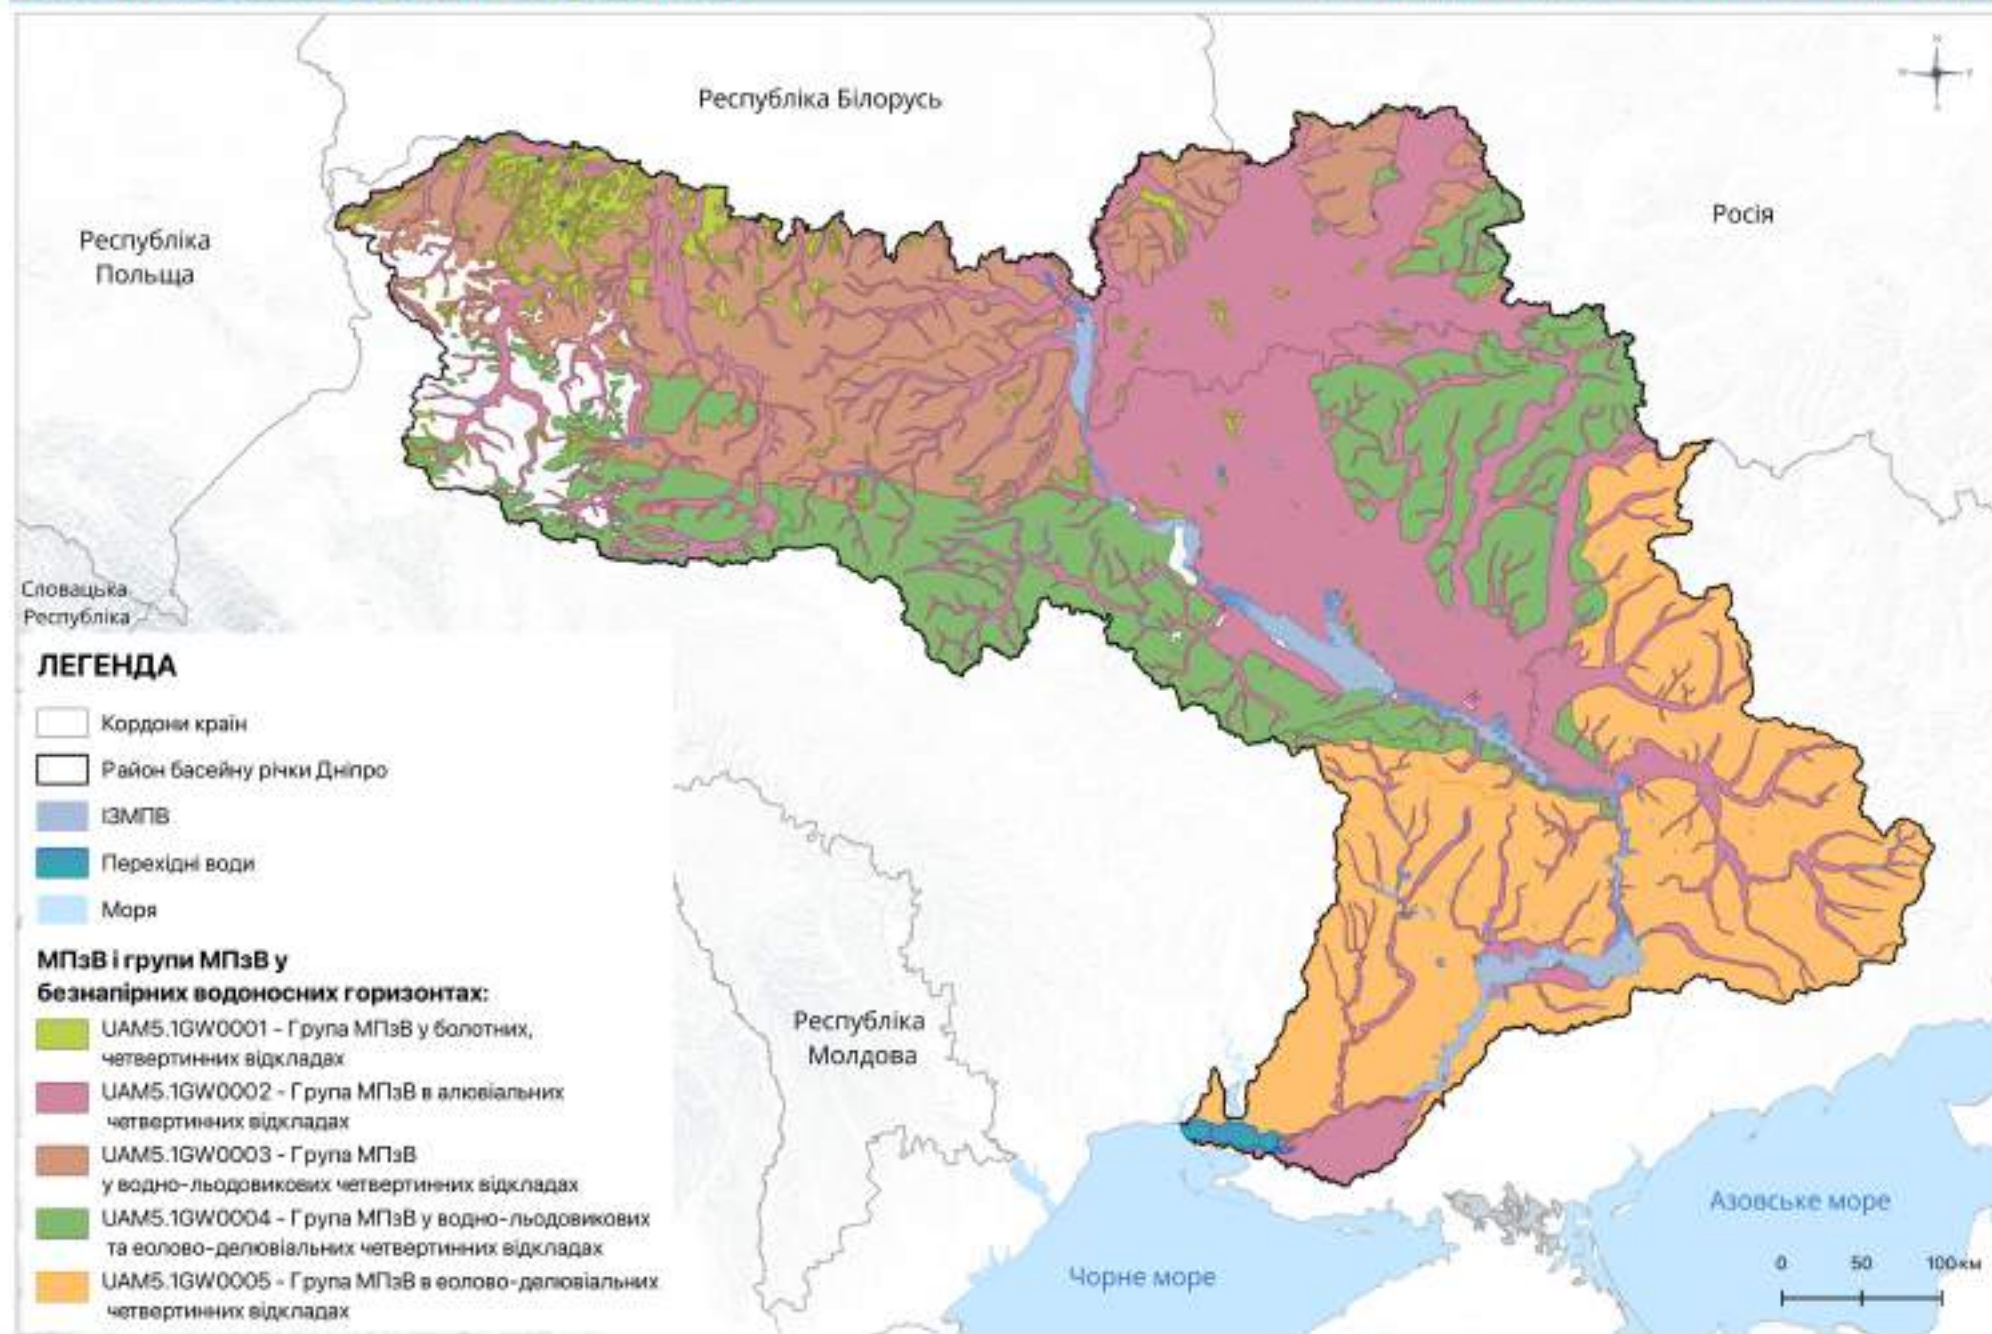 Республіка Білорусь
Республіка
Польща
Росія
Словацька
Республіка
ЛЕГЕНДА
Кордони країн
Район басейну річки Дніпро
ІЗМПВ
Перехідні води
Моря
МПзВ і групи МПзВ у
безнапірних водоносних горизонтах:
UAM5.1GW0001 - Група МПзВ у болотних,
четвертинних відкладах
UAM5.1GW0002 - Група МПзВ в алювіальних
четвертинних відкладах
UAM5.1GW0003 - Група МПзВ
у водно-льодовикових четвертинних відкладах
UAM5.1GW0004 - Група МПзВ у водно-льодовикових
та еолово-делювіальних четвертинних відкладах
UAM5.1GW0005 - Група МПзВ в еолово-делювіальних
четвертинних відкладах
Республіка
Молдова
Чорне море
Азовське море
0 50 100 км